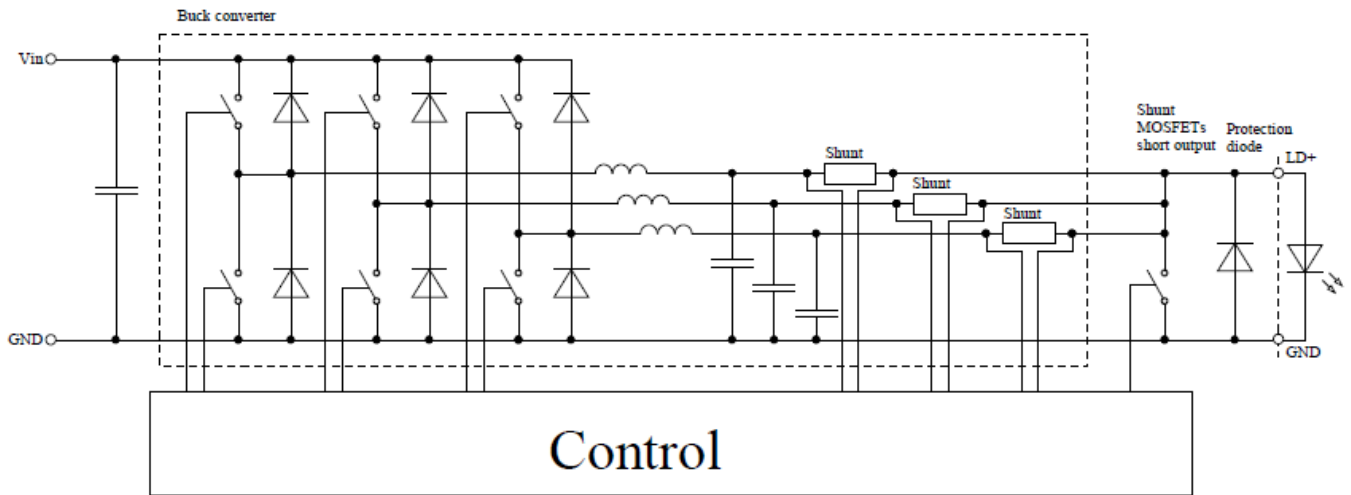 Buck converter
Vin
Shunt
MOSFETs
short output
Protection
diode
LD+
Shunt
Shunt
Shunt
GND
GND
Control